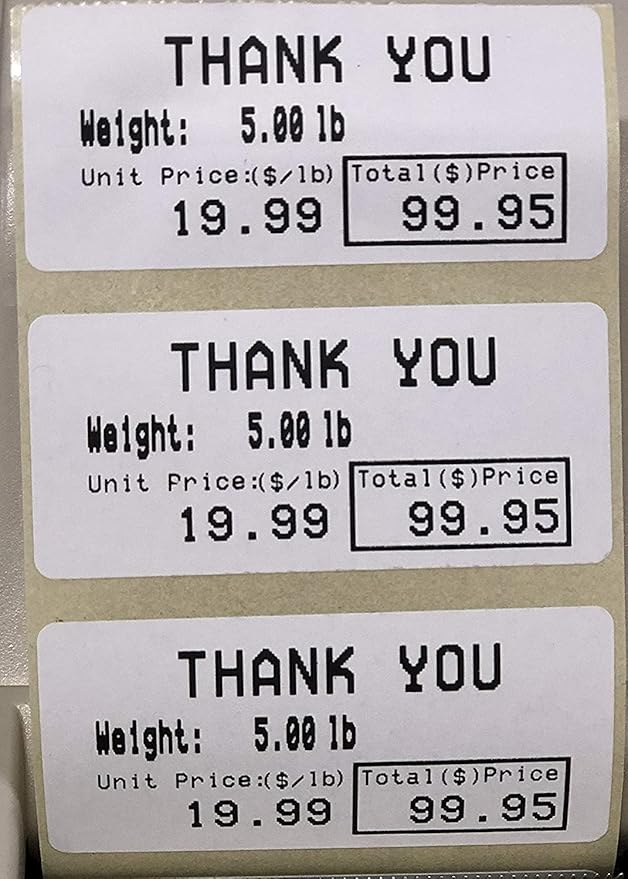 THANK YOU
Weight: 5.00 lb
Unit Price:($/lb) Total($)Price
19.99 99.95
THANK YOU
Weight: 5.00 lb
Unit Price:($/lb) Total($)Price
19.99 99.95
THANK YOU
Weight: 5.00 lb
Unit Price:($/lb) Total($)Price
19.99 99.95